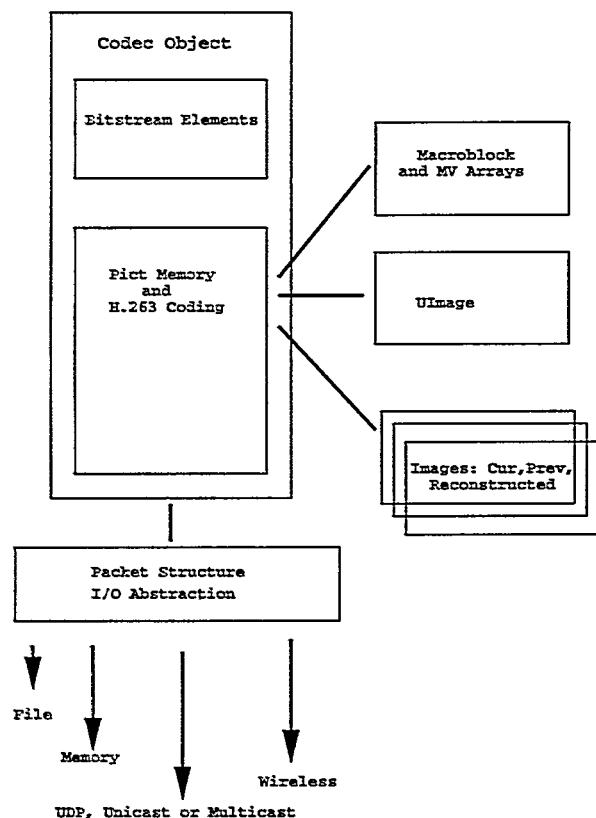 Codec Object
Bitstream Elements
Pict Memory
and
H.263 Coding
Macroblock
and MV Arrays
UImage
Images: Cur,Prev,
Reconstructed
Packet Structure
I/O Abstraction
File
Memory
Wireless
UDP, Unicast or Multicast